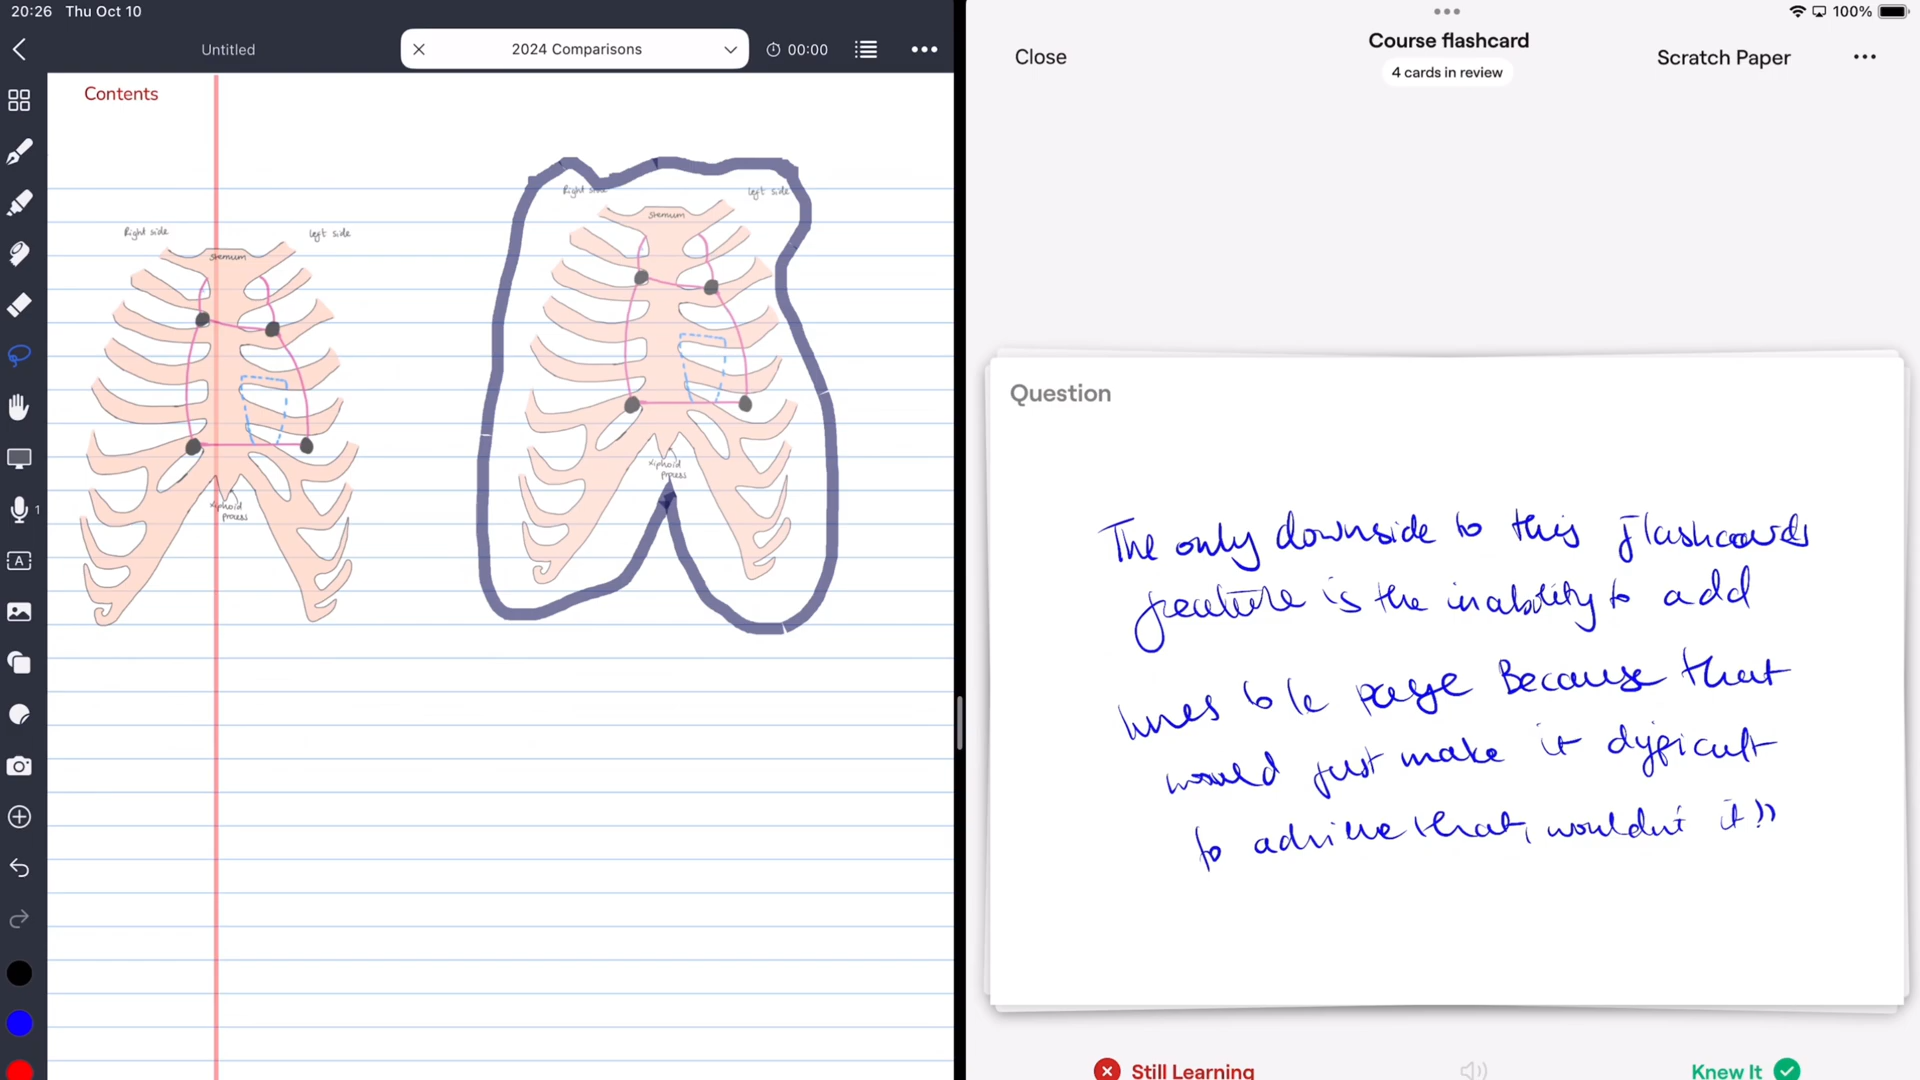 20:26 Thu Oct 10
100%
Untitled
2024 Comparisons
00:00
Contents
Right side
left side
Sternum
xiphoid
process
Right side
left side
Sternum
xiphoid
process
1
A
Close
Course flashcard
4 cards in review
Scratch Paper
Question
The only downside to this flashcards
feature is the inability to add
lines to le page Because that
would just make it difficult
to achieve that, wouldn't it!!
Still Learning
Knew It